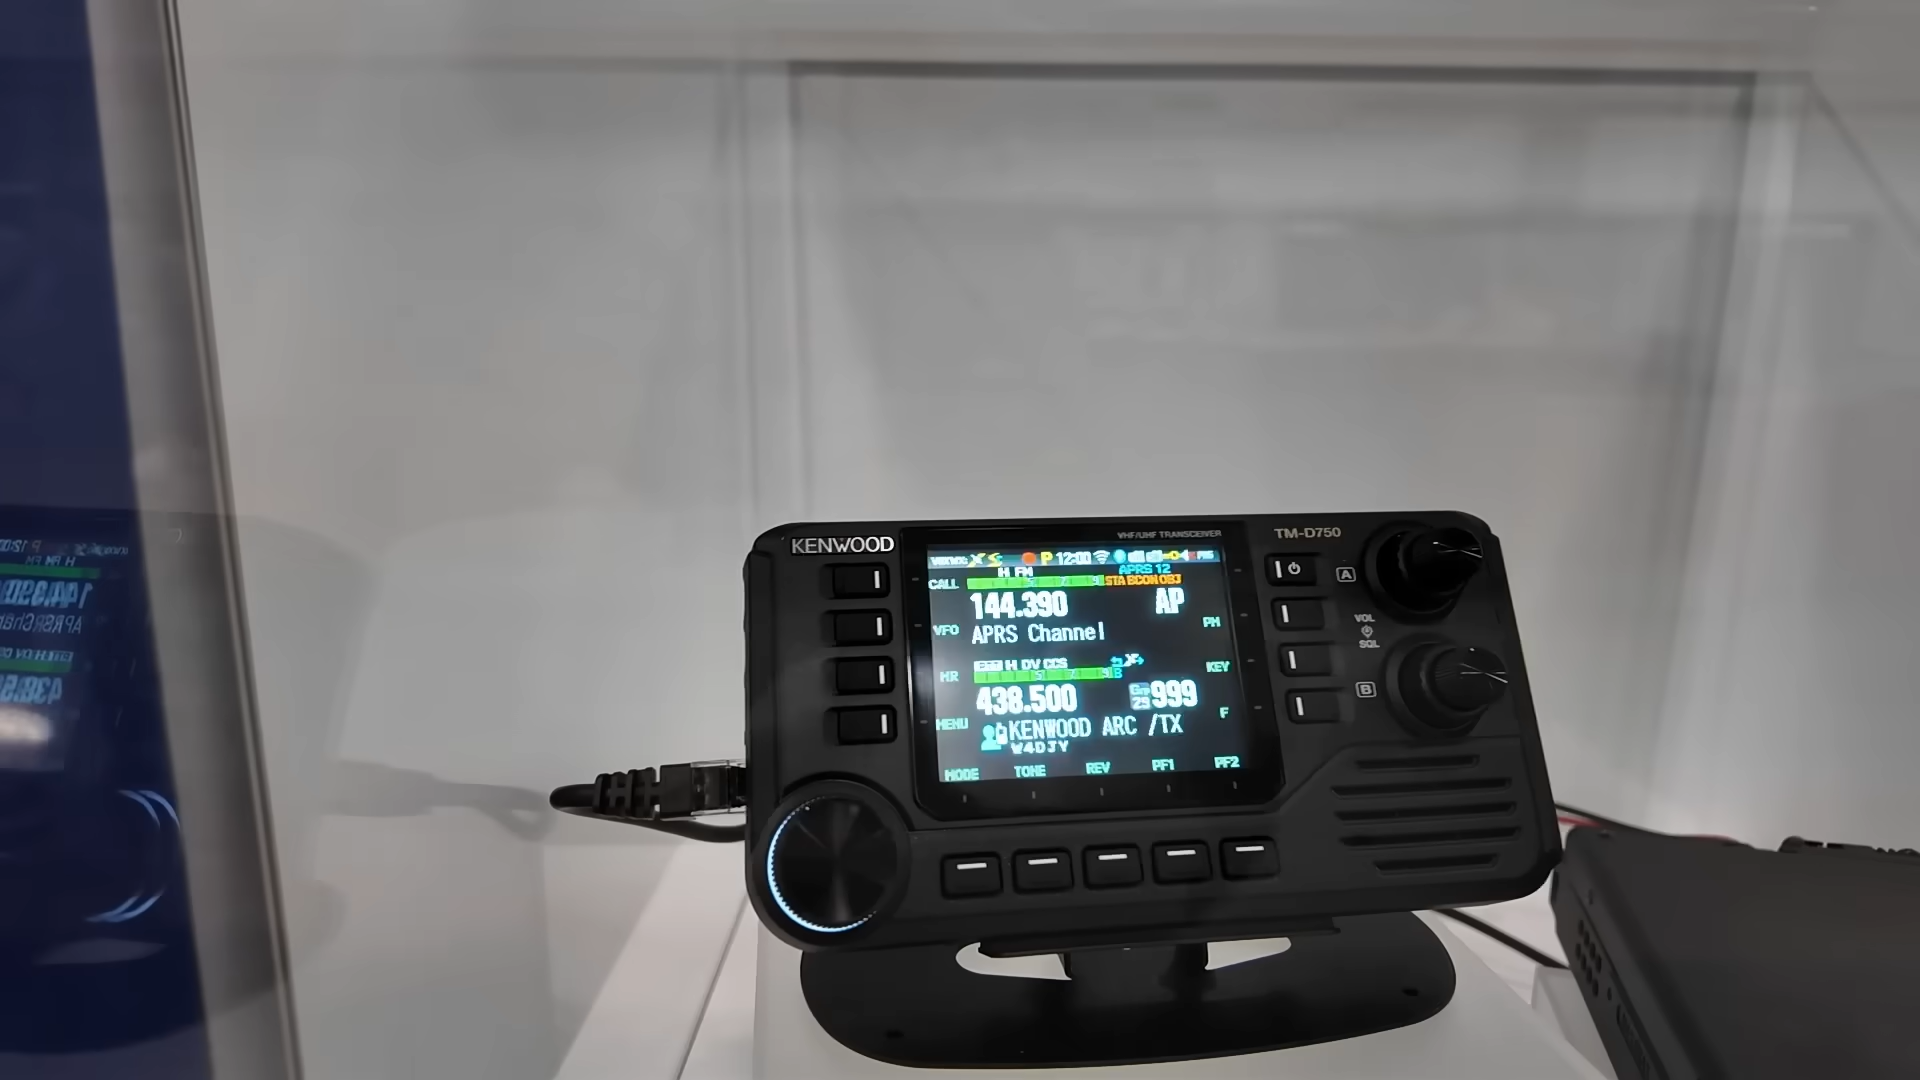 KENWOOD
VHF/UHF TRANSCEIVER
TM-D750
P 12:00
H FM
APRS 12
CALL
STA BCON OBJ
144.390
AP
VFO
APRS Channel
PM
A
VOL
SQL
H DV CCS
MR
KEY
438.500
Grp
29
999
B
MENU
KENWOOD ARC /TX
F
W4DJY
MODE TONE REV PF1 PF2